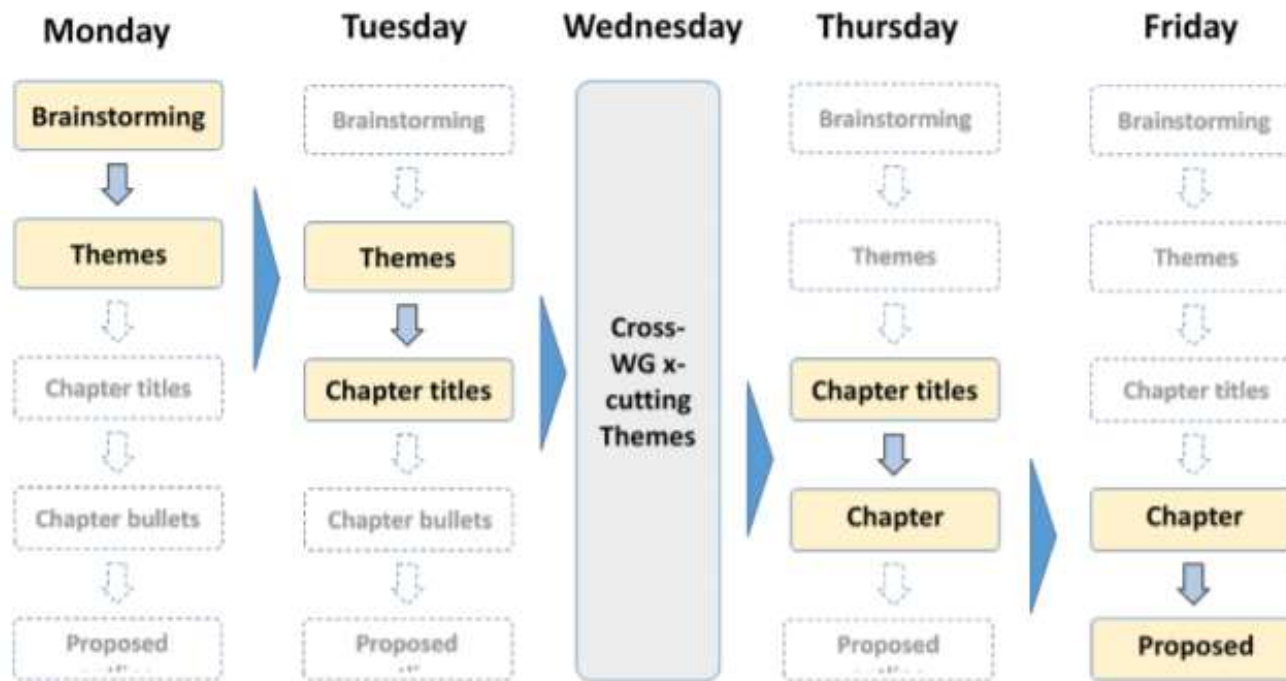 Monday
Tuesday
Wednesday
Thursday
Friday
Brainstorming
Themes
Chapter titles
Chapter bullets
Proposed
Brainstorming
Themes
Chapter titles
Chapter bullets
Proposed
Cross-
WG x-
cutting
Themes
Brainstorming
Themes
Chapter titles
Chapter
Proposed
Brainstorming
Themes
Chapter titles
Chapter
Proposed